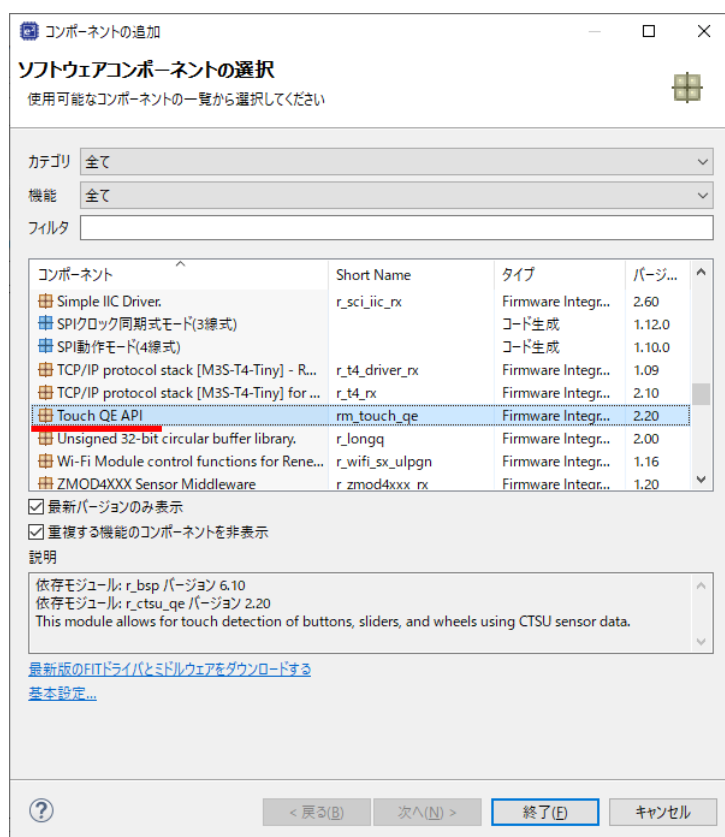 コンポーネントの追加
ソフトウェアコンポーネントの選択
使用可能なコンポーネントの一覧から選択してください
カテゴリ 全て
機能 全て
フィルタ
コンポーネント Short Name タイプ バージ...
Simple IIC Driver. r_sci_iic_rx Firmware Integr... 2.60
SPIクロック同期式モード(3線式) コード生成 1.12.0
SPI動作モード(4線式) コード生成 1.10.0
TCP/IP protocol stack [M3S-T4-Tiny] - R... r_t4_driver_rx Firmware Integr... 1.09
TCP/IP protocol stack [M3S-T4-Tiny] for ... r_t4_rx Firmware Integr... 2.10
Touch QE API rm_touch_qe Firmware Integr... 2.20
Unsigned 32-bit circular buffer library. r_longq Firmware Integr... 2.00
Wi-Fi Module control functions for Rene... r_wifi_sx_ulpgn Firmware Integr... 1.16
ZMOD4XXX Sensor Middleware r_zmod4xxx_rx Firmware Integr... 1.20
最新バージョンのみ表示
重複する機能のコンポーネントを非表示
説明
依存モジュール: r_bsp バージョン 6.10
依存モジュール: r_ctsu_qe バージョン 2.20
This module allows for touch detection of buttons, sliders, and wheels using CTSU sensor data.
最新版のFITドライバとミドルウェアをダウンロードする
基本設定...
? < 戻る(B) 次へ(N) > 終了(F) キャンセル